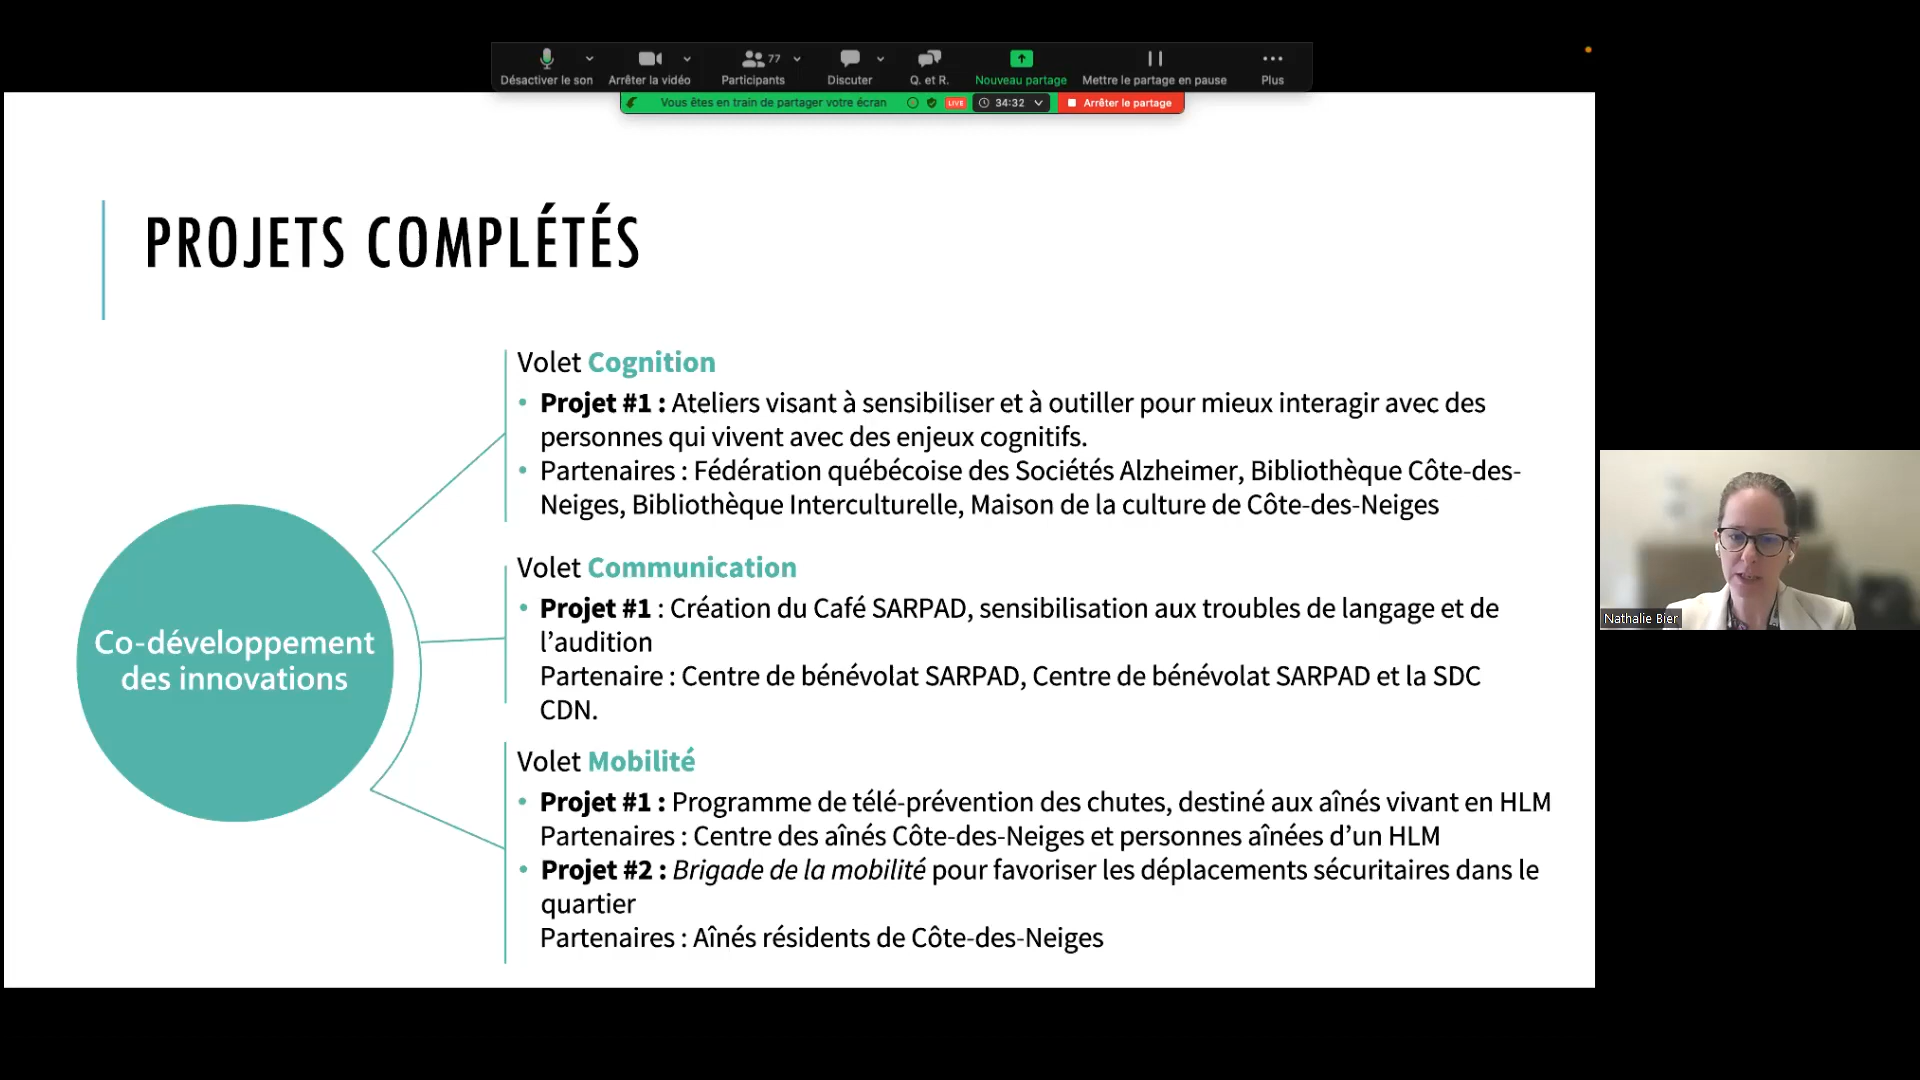 77
Désactiver le son
Arrêter la vidéo
Participants
Discuter
Q. et R.
Nouveau partage
Mettre le partage en pause
Plus
Vous êtes en train de partager votre écran
LIVE
34:32
Arrêter le partage
PROJETS COMPLÉTÉS
Co-développement
des innovations
Volet Cognition
• Projet #1 : Ateliers visant à sensibiliser et à outiller pour mieux interagir avec des
personnes qui vivent avec des enjeux cognitifs.
• Partenaires : Fédération québécoise des Sociétés Alzheimer, Bibliothèque Côte-des-
Neiges, Bibliothèque Interculturelle, Maison de la culture de Côte-des-Neiges
Volet Communication
• Projet #1 : Création du Café SARPAD, sensibilisation aux troubles de langage et de
l’audition
Partenaire : Centre de bénévolat SARPAD, Centre de bénévolat SARPAD et la SDC
CDN.
Volet Mobilité
• Projet #1 : Programme de télé-prévention des chutes, destiné aux aînés vivant en HLM
Partenaires : Centre des aînés Côte-des-Neiges et personnes aînées d’un HLM
• Projet #2 : Brigade de la mobilité pour favoriser les déplacements sécuritaires dans le
quartier
Partenaires : Aînés résidents de Côte-des-Neiges
Nathalie Bier